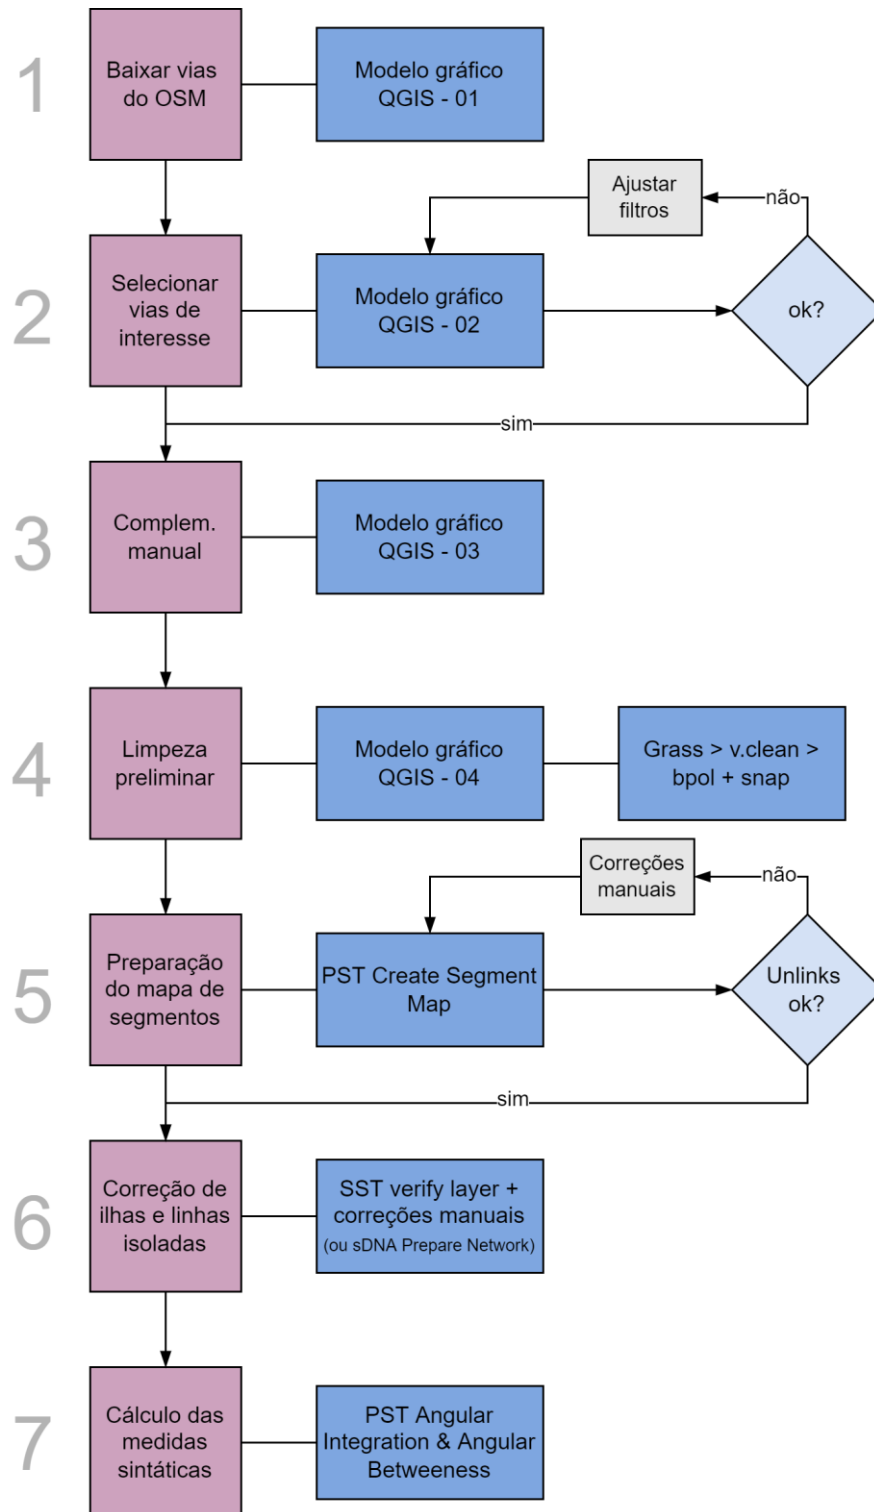 1
Baixar vias
do OSM
Modelo gráfico
QGIS - 01
Ajustar
filtros
não
2
Selecionar
vias de
interesse
Modelo gráfico
QGIS - 02
ok?
sim
3
Complem.
manual
Modelo gráfico
QGIS - 03
4
Limpeza
preliminar
Modelo gráfico
QGIS - 04
Grass > v.clean >
bpol + snap
Correções
manuais
não
5
Preparação
do mapa de
segmentos
PST Create Segment
Map
Unlinks
ok?
sim
6
Correção de
ilhas e linhas
isoladas
SST verify layer +
correções manuais
(ou sDNA Prepare Network)
7
Cálculo das
medidas
sintáticas
PST Angular
Integration & Angular
Betweeness